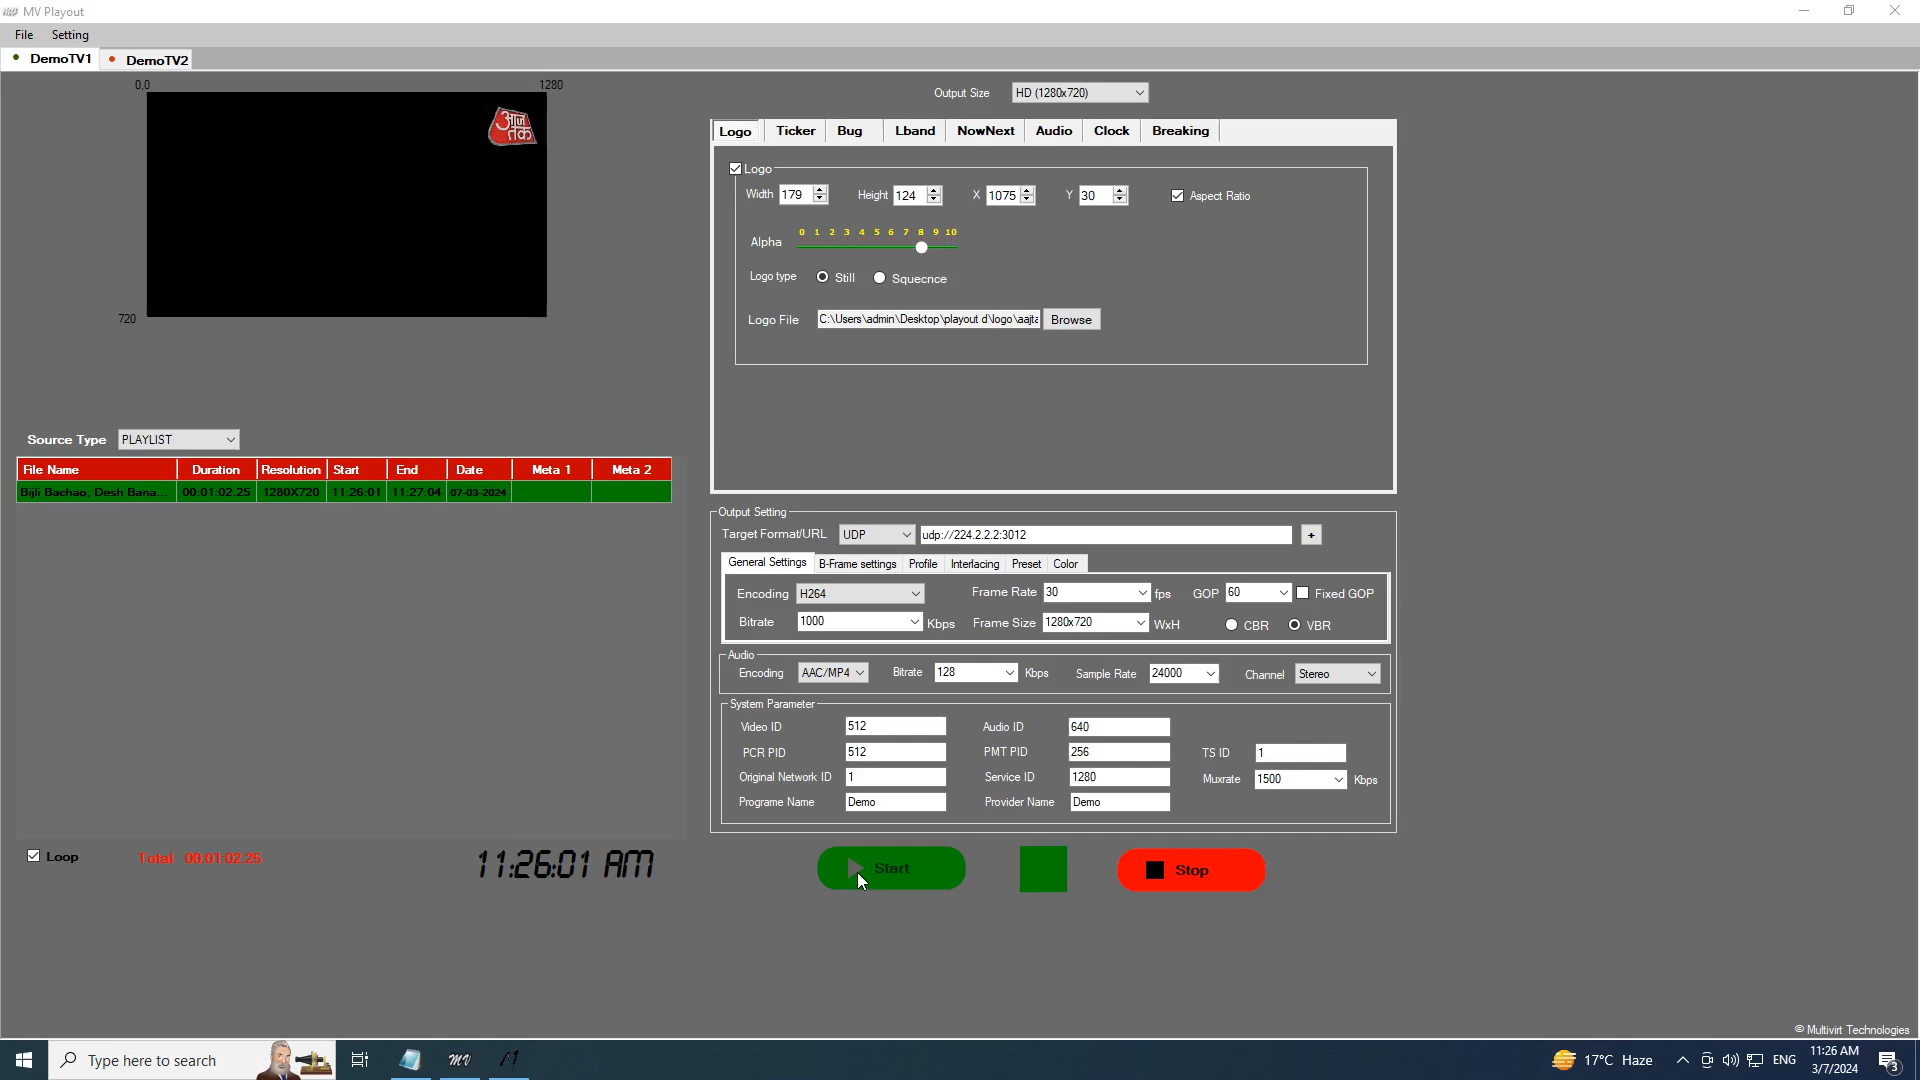 MV Playout
File Setting
DemoTV1 DemoTV2
0,0 1280
आज
तक
720
Output Size HD (1280x720)
Logo Ticker Bug Lband NowNext Audio Clock Breaking
Logo
Width 179 Height 124 X 1075 Y 30 Aspect Ratio
0 1 2 3 4 5 6 7 8 9 10
Alpha
Logo type Still Squecnce
Logo File C:\Users\admin\Desktop\playout d\logo\aajta Browse
Source Type PLAYLIST
File Name Duration Resolution Start End Date Meta 1 Meta 2
Bijli Bachao, Desh Bana... 00:01:02.25 1280X720 11:26:01 11:27:04 07-03-2024
Output Setting
Target Format/URL UDP udp://224.2.2.2:3012 +
General Settings B-Frame settings Profile Interlacing Preset Color
Encoding H264 Frame Rate 30 fps GOP 60 Fixed GOP
Bitrate 1000 Kbps Frame Size 1280x720 WxH CBR VBR
Audio
Encoding AAC/MP4 Bitrate 128 Kbps Sample Rate 24000 Channel Stereo
System Parameter
Video ID 512 Audio ID 640
PCR PID 512 PMT PID 256 TS ID 1
Original Network ID 1 Service ID 1280 Muxrate 1500 Kbps
Programe Name Demo Provider Name Demo
Loop Total 00:01:02.25 11:26:01 AM Start Stop
© Multivirt Technologies
Type here to search MV 17°C Haze ENG 11:26 AM
3/7/2024 3